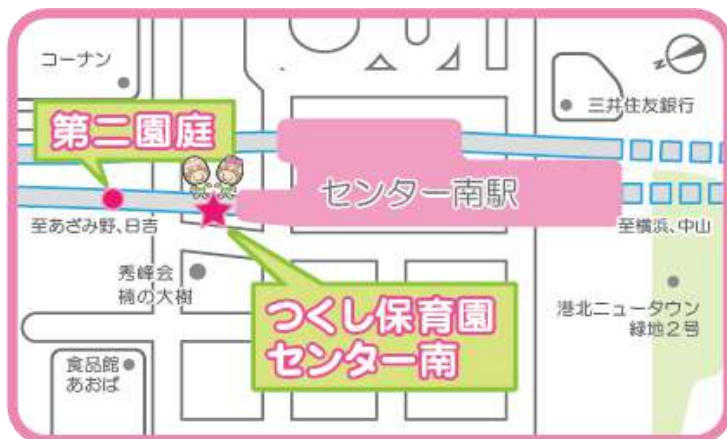 コーナン
z
三井住友銀行
第二園庭
センター南駅
至あざみ野、日吉
至横浜、中山
秀峰会
楠の大樹
つくし保育園
センター南
港北ニュータウン
緑地2号
食品館
あおば